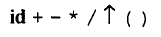 id + - * / ↑ ( )